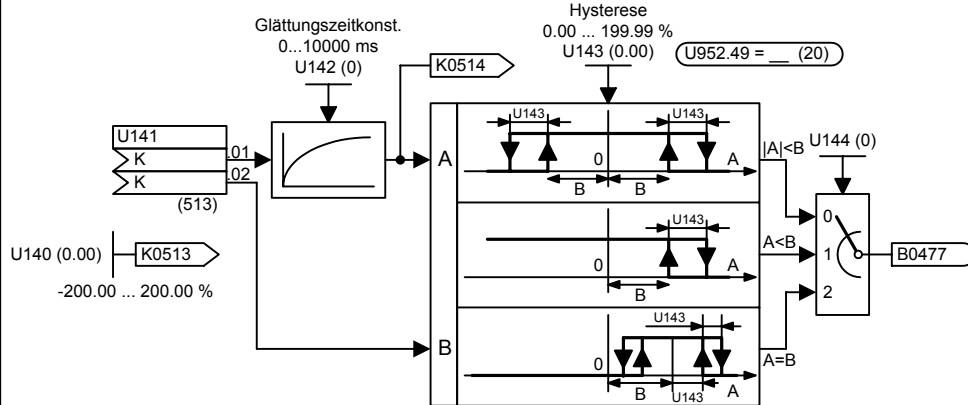 Glättungszeitkonst.
0...10000 ms
U142 (0)
Hysterese
0.00 ... 199.99 %
U143 (0.00)
U952.49 = __ (20)
K0514
U141
K
.01
K
.02
(513)
U140 (0.00)
K0513
-200.00 ... 200.00 %
A
B
U143
U143
0
A
B
B
|A|<B
U143
0
A
B
A<B
U143
0
A
B
U143
A=B
U144 (0)
0
1
2
B0477